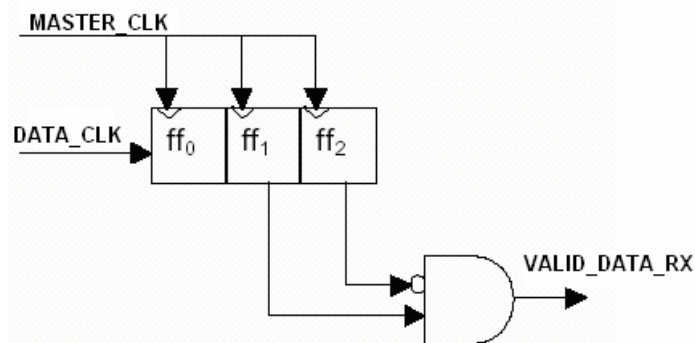 MASTER_CLK
DATA_CLK
ff₀ ff₁ ff₂
VALID_DATA_RX